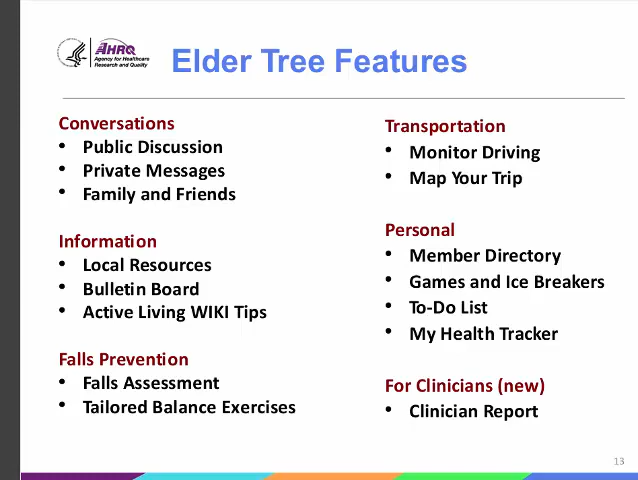 AHRQ
Agency for Healthcare
Research and Quality
Elder Tree Features
Conversations
• Public Discussion
• Private Messages
• Family and Friends
Information
• Local Resources
• Bulletin Board
• Active Living WIKI Tips
Falls Prevention
• Falls Assessment
• Tailored Balance Exercises
Transportation
• Monitor Driving
• Map Your Trip
Personal
• Member Directory
• Games and Ice Breakers
• To-Do List
• My Health Tracker
For Clinicians (new)
• Clinician Report
13